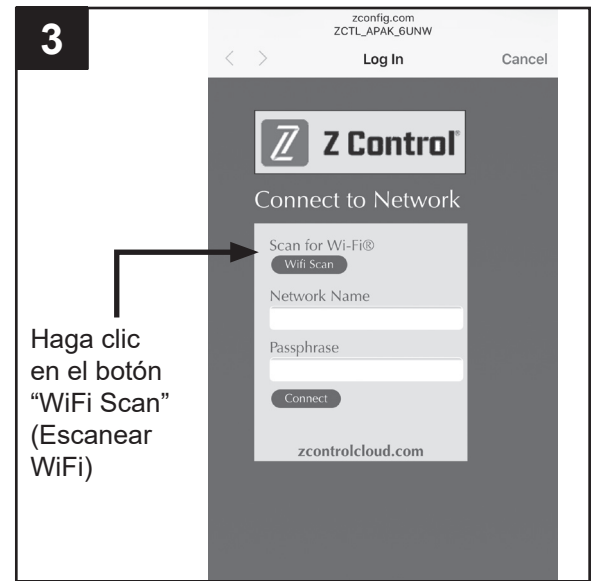 3
zconfig.com
ZCTL_APAK_6UNW
< > Log In Cancel
Z Z Control®
Connect to Network
Scan for Wi-Fi®
Wifi Scan
Network Name
Passphrase
Connect
zcontrolcloud.com
Haga clic
en el botón
“WiFi Scan”
(Escanear
WiFi)